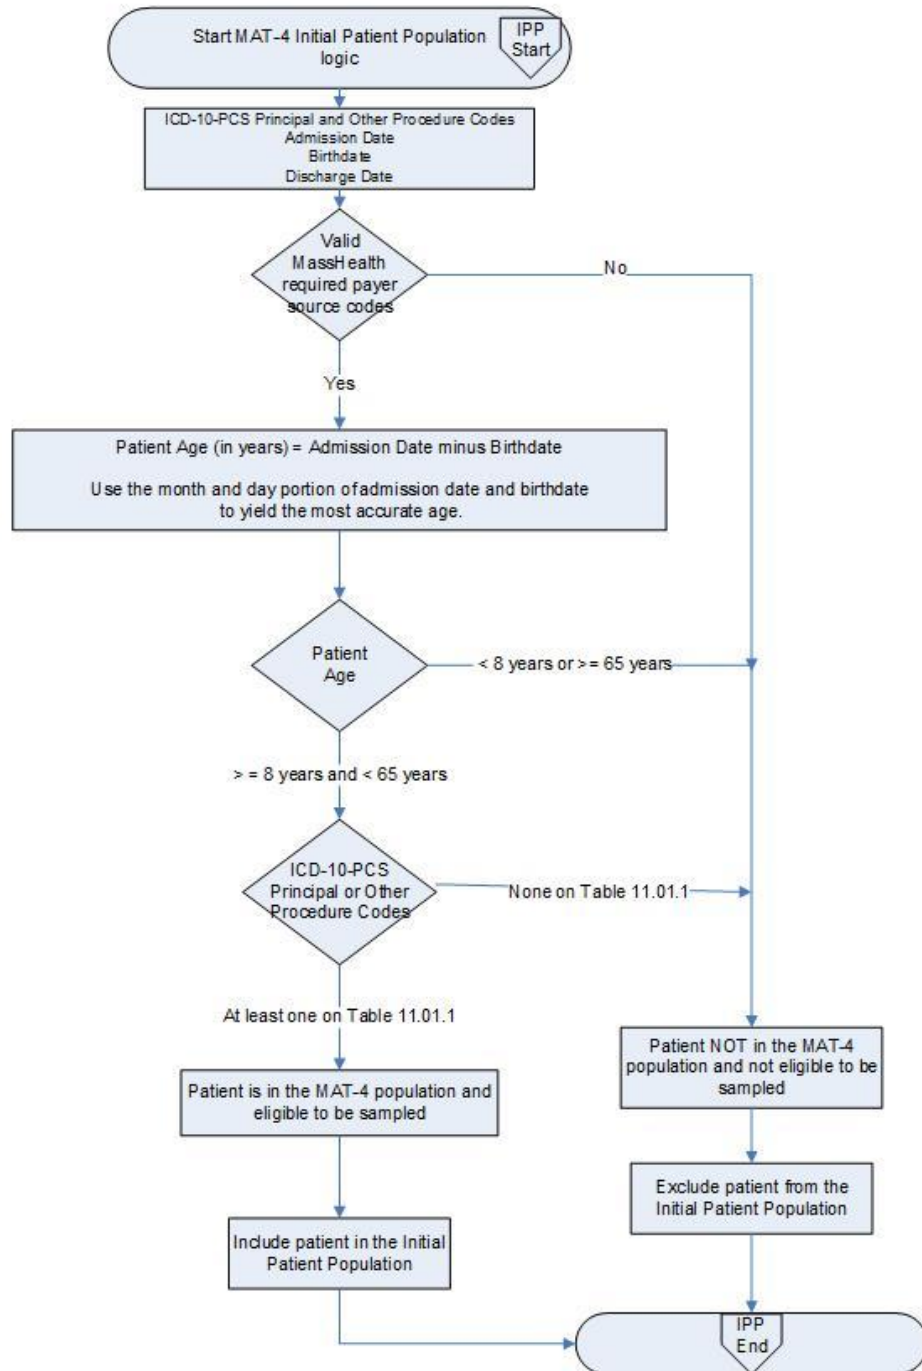 Start MAT-4 Initial Patient Population
logic
IPP
Start
ICD-10-PCS Principal and Other Procedure Codes
Admission Date
Birthdate
Discharge Date
Valid
MassHealth
required payer
source codes
No
Yes
Patient Age (in years) = Admission Date minus Birthdate
Use the month and day portion of admission date and birthdate
to yield the most accurate age.
Patient
Age
< 8 years or >= 65 years
> = 8 years and < 65 years
ICD-10-PCS
Principal or Other
Procedure Codes
None on Table 11.01.1
At least one on Table 11.01.1
Patient is in the MAT-4 population and
eligible to be sampled
Patient NOT in the MAT-4
population and not eligible to be
sampled
Exclude patient from the
Initial Patient Population
Include patient in the Initial
Patient Population
IPP
End